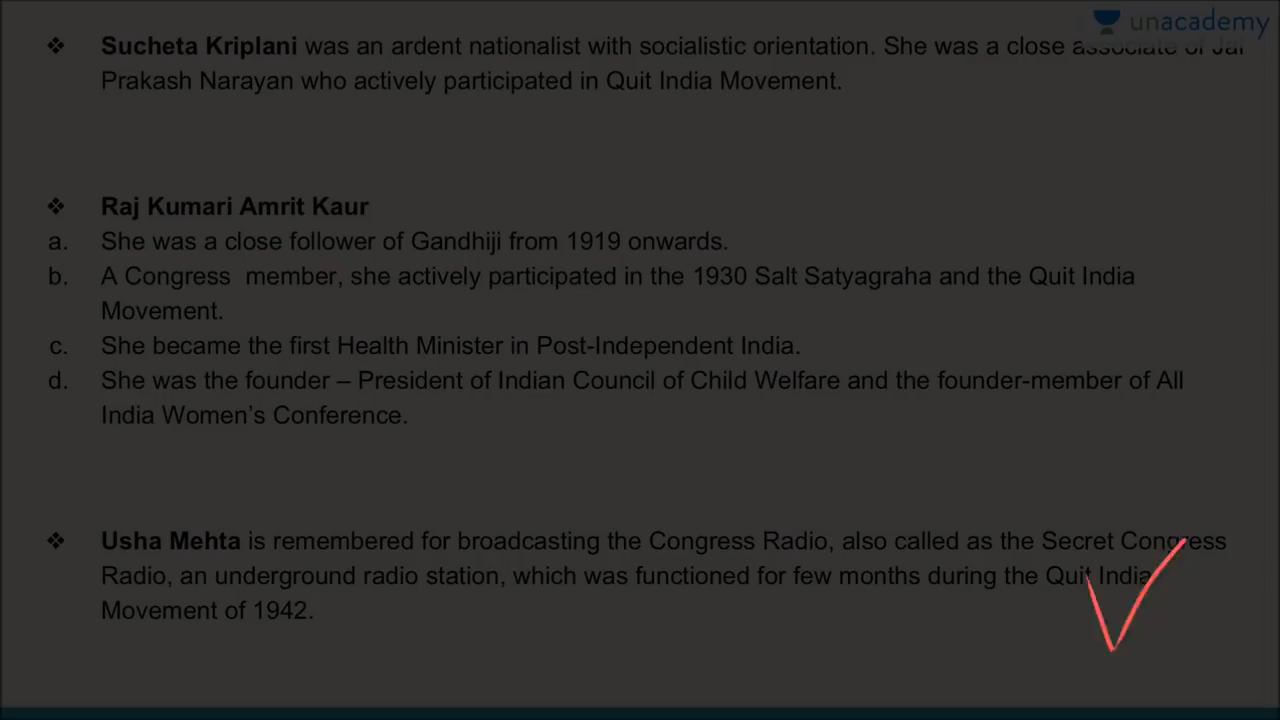 unacademy
❖ Sucheta Kriplani was an ardent nationalist with socialistic orientation. She was a close associate of Jai
Prakash Narayan who actively participated in Quit India Movement.
❖ Raj Kumari Amrit Kaur
a. She was a close follower of Gandhiji from 1919 onwards.
b. A Congress member, she actively participated in the 1930 Salt Satyagraha and the Quit India
Movement.
c. She became the first Health Minister in Post-Independent India.
d. She was the founder – President of Indian Council of Child Welfare and the founder-member of All
India Women’s Conference.
❖ Usha Mehta is remembered for broadcasting the Congress Radio, also called as the Secret Congress
Radio, an underground radio station, which was functioned for few months during the Quit India
Movement of 1942.